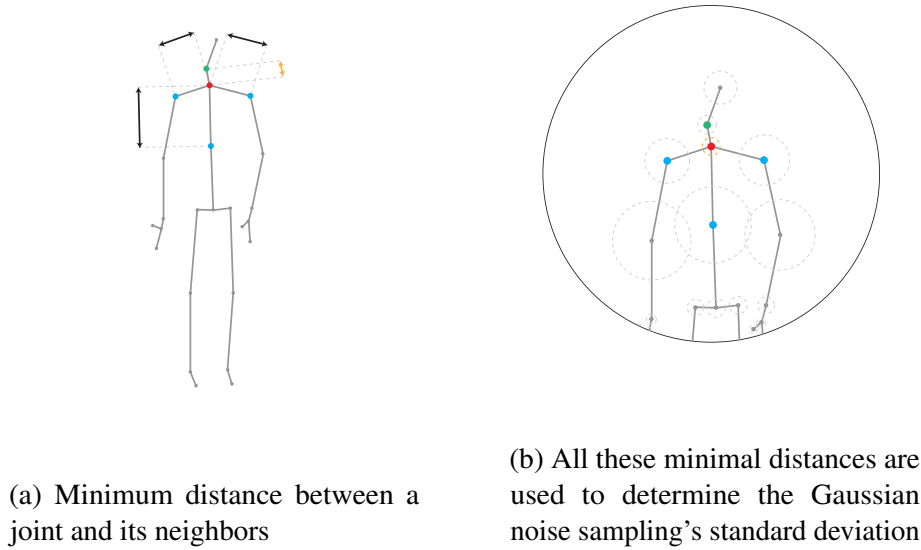 (a) Minimum distance between a
joint and its neighbors
(b) All these minimal distances are
used to determine the Gaussian
noise sampling's standard deviation